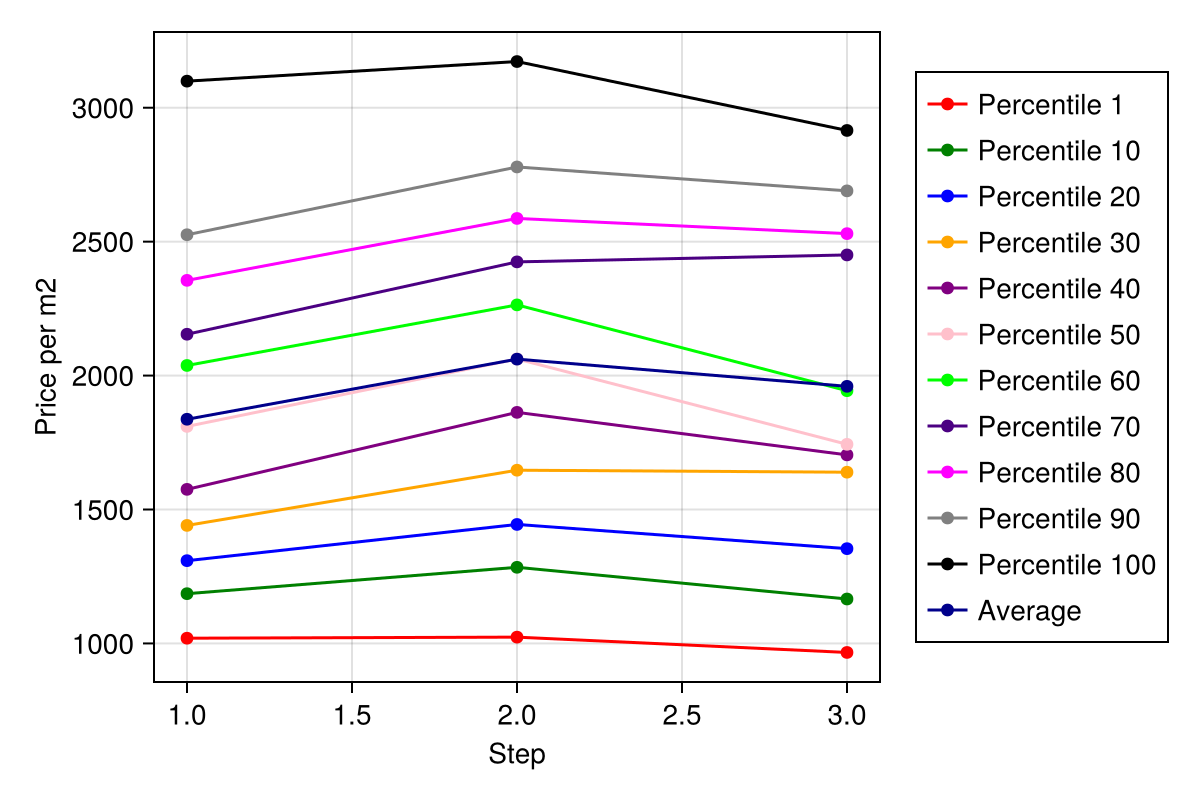 3000
2500
2000
1500
1000
Price per m2
1.0 1.5 2.0 2.5 3.0
Step
Percentile 1
Percentile 10
Percentile 20
Percentile 30
Percentile 40
Percentile 50
Percentile 60
Percentile 70
Percentile 80
Percentile 90
Percentile 100
Average